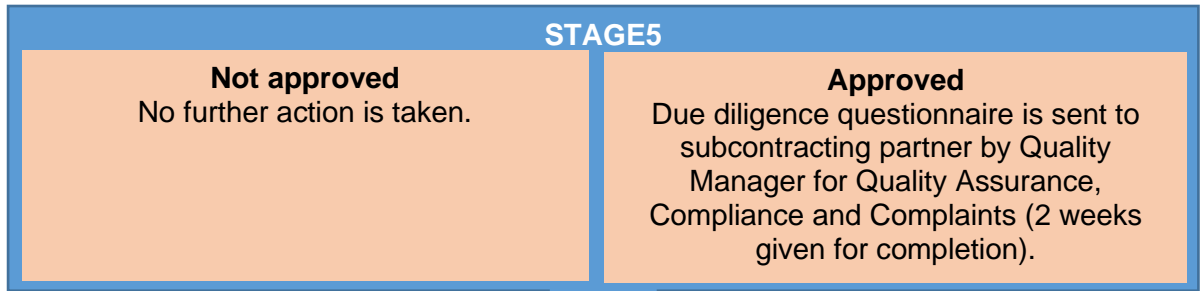 STAGE5
Not approved
No further action is taken.
Approved
Due diligence questionnaire is sent to
subcontracting partner by Quality
Manager for Quality Assurance,
Compliance and Complaints (2 weeks
given for completion).